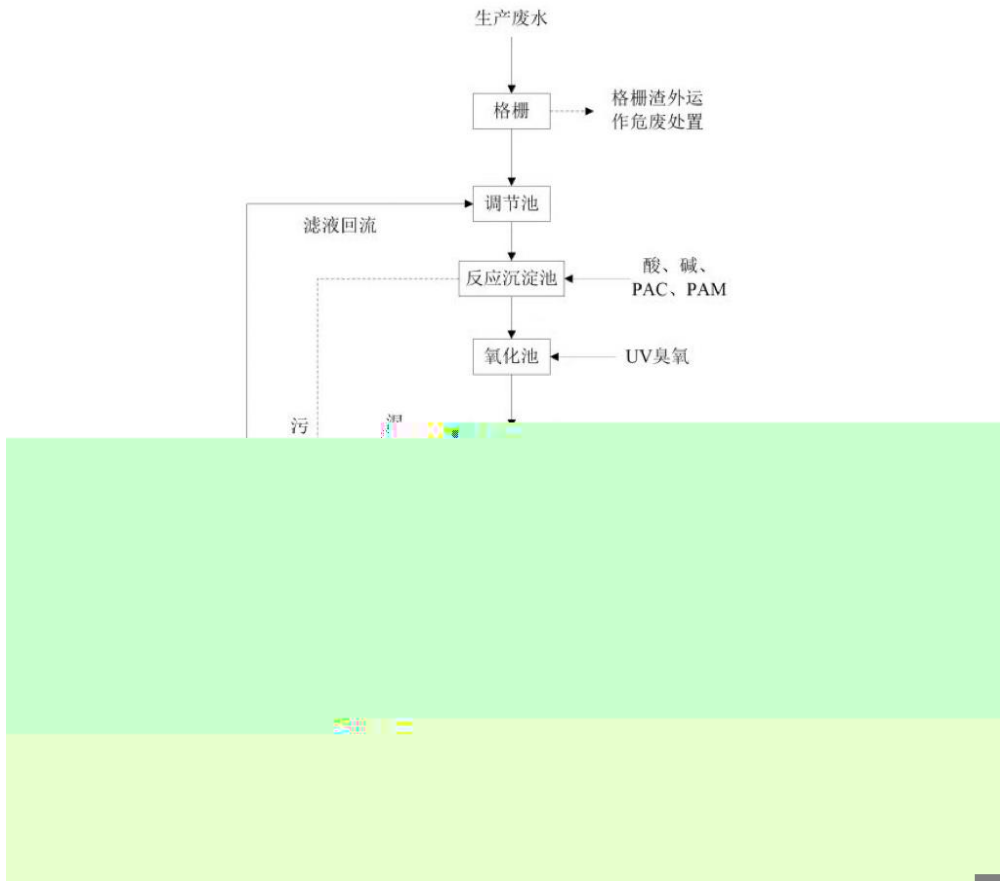 生产废水
格栅
格栅渣外运
作危废处置
调节池
滤液回流
反应沉淀池
酸、碱、
PAC、PAM
氧化池
UV臭氧
污